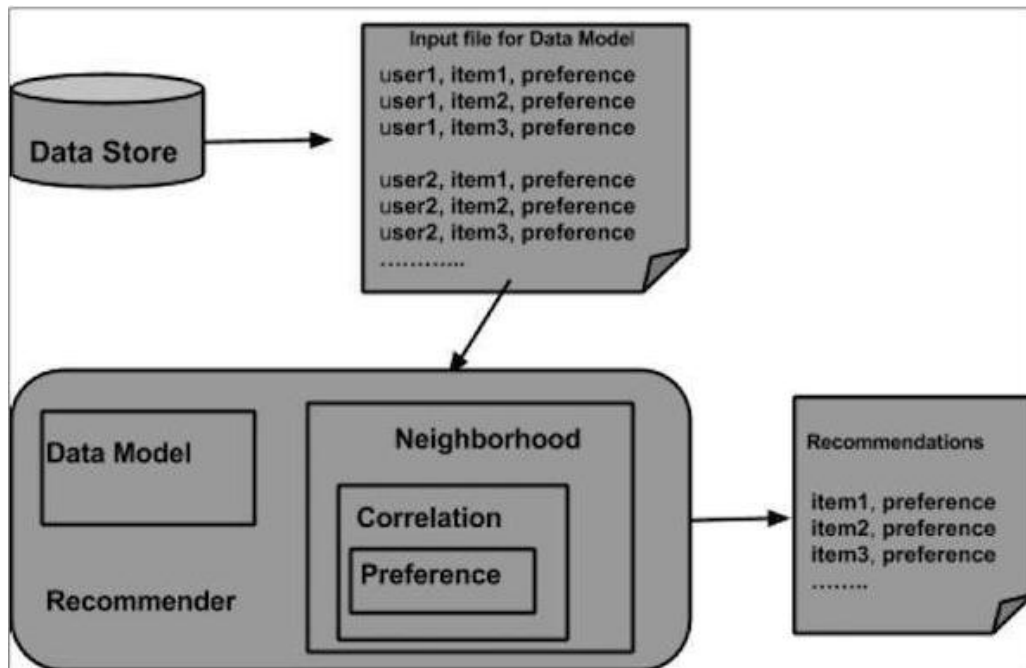 Input file for Data Model
user1, item1, preference
user1, item2, preference
user1, item3, preference
Data Store
user2, item1, preference
user2, item2, preference
user2, item3, preference
…………..
Neighborhood
Data Model
Recommendations
Correlation
item1, preference
item2, preference
item3, preference
……..
Preference
Recommender